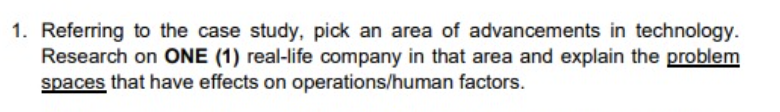 1. Referring to the case study, pick an area of advancements in technology.
Research on ONE (1) real-life company in that area and explain the problem
spaces that have effects on operations/human factors.